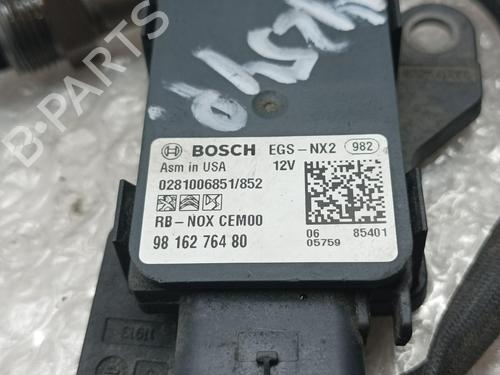 BOSCH EGS-NX2 982
Asm in USA 12V
0281006851/852
RB-NOX CEM00
98 162 764 80
06 85401
05759
11913
B-PARTS